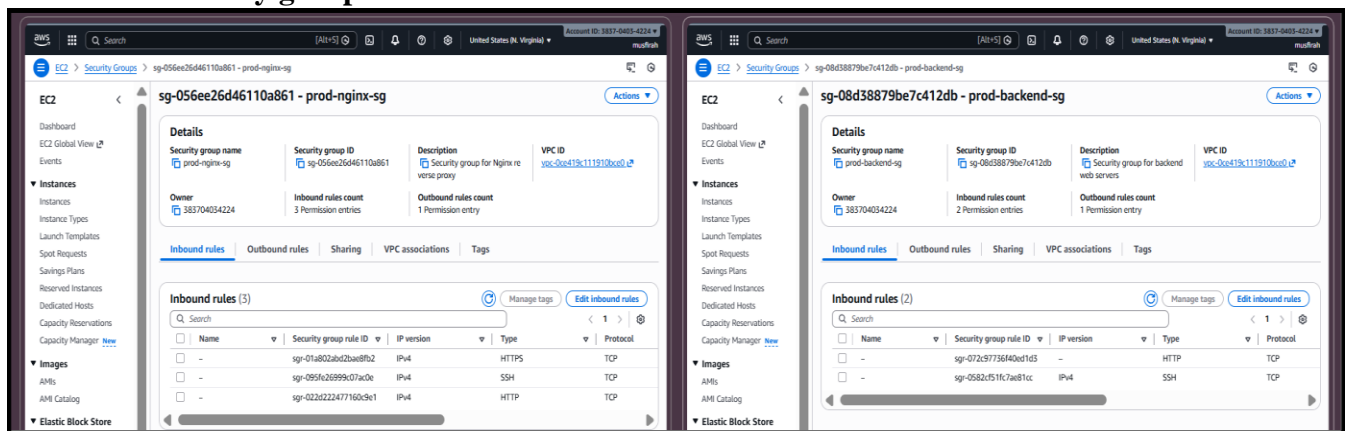 aws
Search
[Alt+S]
United States (N. Virginia)
Account ID: 3837-0403-4224
musfirah
EC2 > Security Groups > sg-056ee26d46110a861 - prod-nginx-sg
EC2
Dashboard
EC2 Global View
Events
Instances
Instances
Instance Types
Launch Templates
Spot Requests
Savings Plans
Reserved Instances
Dedicated Hosts
Capacity Reservations
Capacity Manager New
Images
AMIs
AMI Catalog
Elastic Block Store
sg-056ee26d46110a861 - prod-nginx-sg
Actions
Details
Security group name
prod-nginx-sg
Security group ID
sg-056ee26d46110a861
Description
Security group for Nginx re
verse proxy
VPC ID
vpc-0ce419c111910bce0
Owner
383704034224
Inbound rules count
3 Permission entries
Outbound rules count
1 Permission entry
Inbound rules Outbound rules Sharing VPC associations Tags
Inbound rules (3)
Manage tags Edit inbound rules
Search
1
Name Security group rule ID IP version Type Protocol
– sgr-01a802abd2bae8fb2 IPv4 HTTPS TCP
– sgr-095fe26999c07ac0e IPv4 SSH TCP
– sgr-022d222477160c9e1 IPv4 HTTP TCP
aws
Search
[Alt+S]
United States (N. Virginia)
Account ID: 3837-0403-4224
musfirah
EC2 > Security Groups > sg-08d38879be7c412db - prod-backend-sg
EC2
Dashboard
EC2 Global View
Events
Instances
Instances
Instance Types
Launch Templates
Spot Requests
Savings Plans
Reserved Instances
Dedicated Hosts
Capacity Reservations
Capacity Manager New
Images
AMIs
AMI Catalog
Elastic Block Store
sg-08d38879be7c412db - prod-backend-sg
Actions
Details
Security group name
prod-backend-sg
Security group ID
sg-08d38879be7c412db
Description
Security group for backend
web servers
VPC ID
vpc-0ce419c111910bce0
Owner
383704034224
Inbound rules count
2 Permission entries
Outbound rules count
1 Permission entry
Inbound rules Outbound rules Sharing VPC associations Tags
Inbound rules (2)
Manage tags Edit inbound rules
Search
1
Name Security group rule ID IP version Type Protocol
– sgr-072c97736f40ed1d3 – HTTP TCP
– sgr-0582cf51fc7ae81cc IPv4 SSH TCP